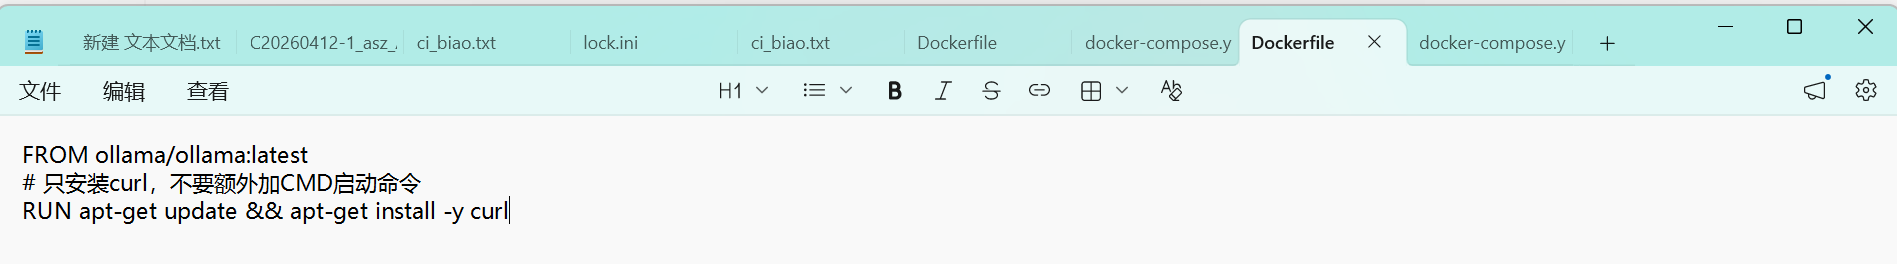 新建 文本文档.txt
C20260412-1_asz_
ci_biao.txt
lock.ini
ci_biao.txt
Dockerfile
docker-compose.y
Dockerfile
docker-compose.y
文件 编辑 查看 H1 B I S
FROM ollama/ollama:latest
# 只安装curl，不要额外加CMD启动命令
RUN apt-get update && apt-get install -y curl